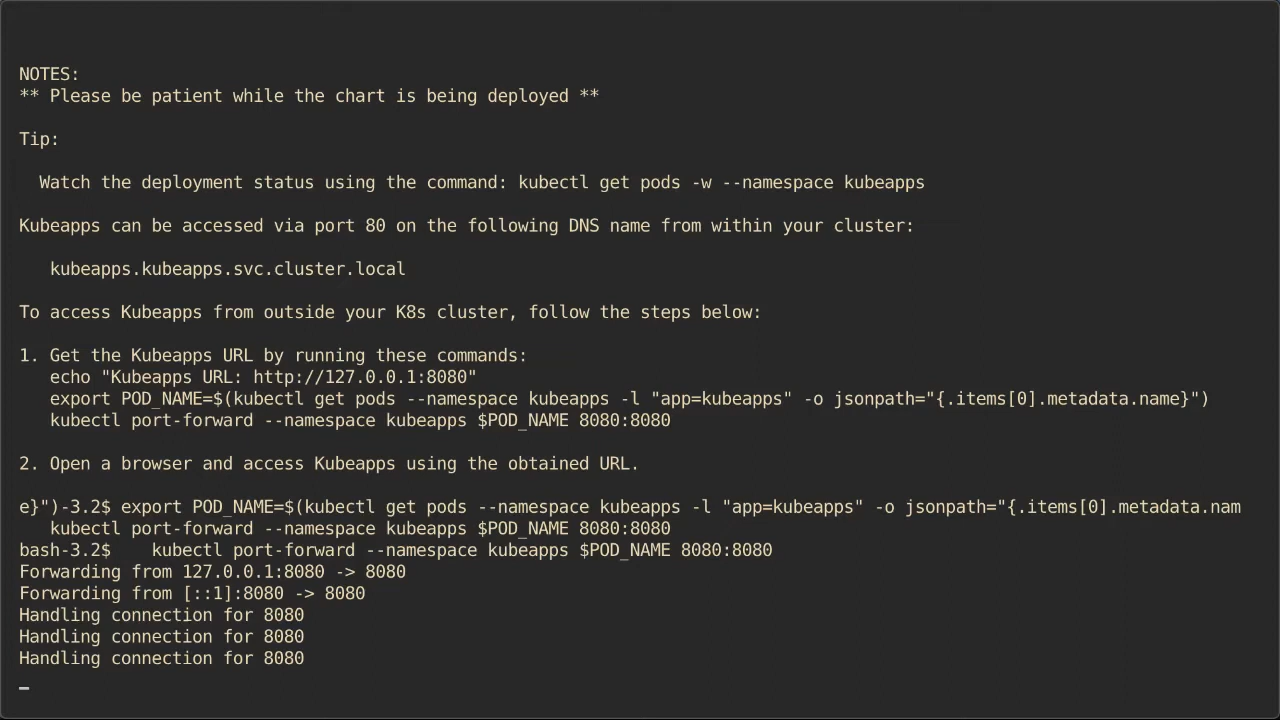 NOTES:
** Please be patient while the chart is being deployed **
Tip:
  Watch the deployment status using the command: kubectl get pods -w --namespace kubeapps
Kubeapps can be accessed via port 80 on the following DNS name from within your cluster:
   kubeapps.kubeapps.svc.cluster.local
To access Kubeapps from outside your K8s cluster, follow the steps below:
1. Get the Kubeapps URL by running these commands:
   echo "Kubeapps URL: http://127.0.0.1:8080"
   export POD_NAME=$(kubectl get pods --namespace kubeapps -l "app=kubeapps" -o jsonpath="{.items[0].metadata.name}")
   kubectl port-forward --namespace kubeapps $POD_NAME 8080:8080
2. Open a browser and access Kubeapps using the obtained URL.
e}")-3.2$ export POD_NAME=$(kubectl get pods --namespace kubeapps -l "app=kubeapps" -o jsonpath="{.items[0].metadata.nam
   kubectl port-forward --namespace kubeapps $POD_NAME 8080:8080
bash-3.2$    kubectl port-forward --namespace kubeapps $POD_NAME 8080:8080
Forwarding from 127.0.0.1:8080 -> 8080
Forwarding from [::1]:8080 -> 8080
Handling connection for 8080
Handling connection for 8080
Handling connection for 8080